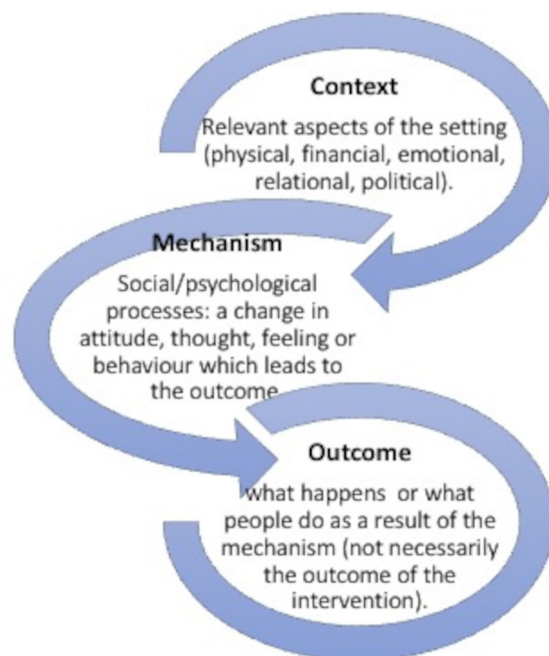 Context
Relevant aspects of the setting
(physical, financial, emotional,
relational, political).
Mechanism
Social/psychological
processes: a change in
attitude, thought, feeling or
behaviour which leads to
the outcome
Outcome
what happens or what
people do as a result of the
mechanism (not necessarily
the outcome of the
intervention).